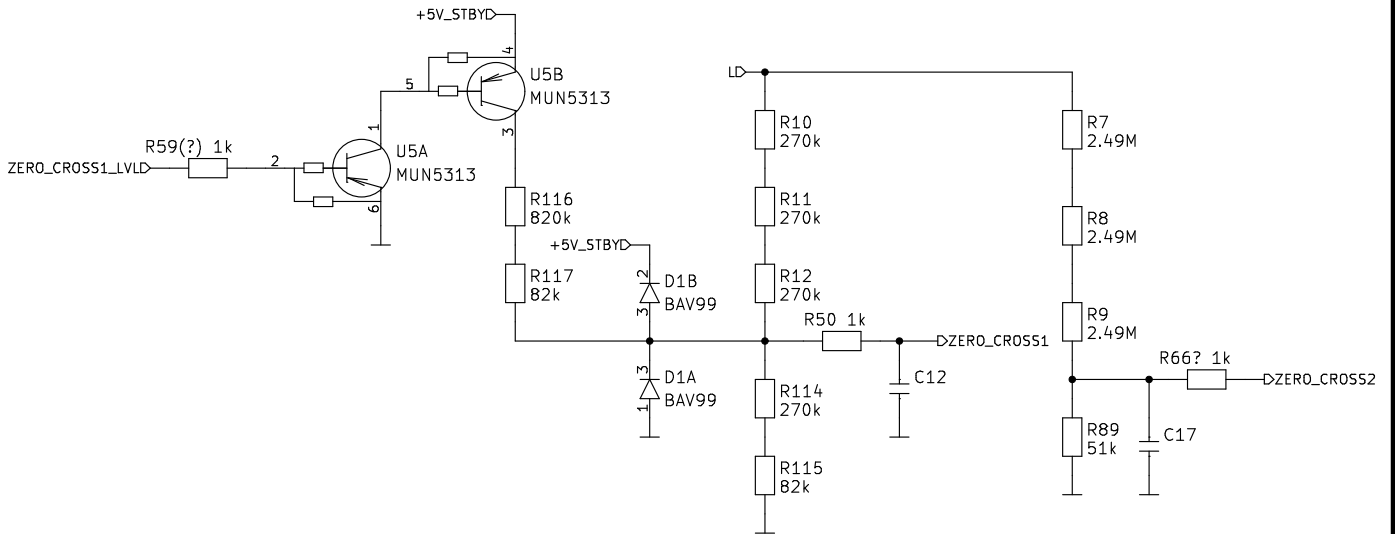 +5V_STBY
4
U5B
MUN5313
5
3
1
R59(?) 1k
ZERO_CROSS1_LVL
2
U5A
MUN5313
6
R116
820k
R117
82k
+5V_STBY
2
D1B
BAV99
3
3
D1A
BAV99
1
L
R10
270k
R11
270k
R12
270k
R50 1k
ZERO_CROSS1
C12
R114
270k
R115
82k
R7
2.49M
R8
2.49M
R9
2.49M
R66? 1k
ZERO_CROSS2
R89
51k
C17